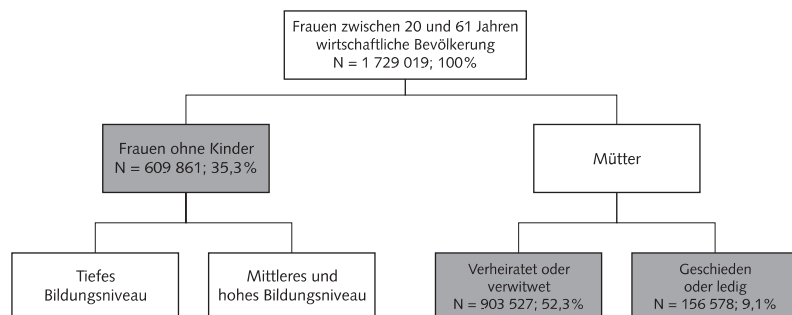 Frauen zwischen 20 und 61 Jahren
wirtschaftliche Bevölkerung
N = 1 729 019; 100%
Frauen ohne Kinder
N = 609 861; 35,3%
Mütter
Tiefes
Bildungsniveau
Mittleres und
hohes Bildungsniveau
Verheiratet oder
verwitwet
N = 903 527; 52,3%
Geschieden
oder ledig
N = 156 578; 9,1%